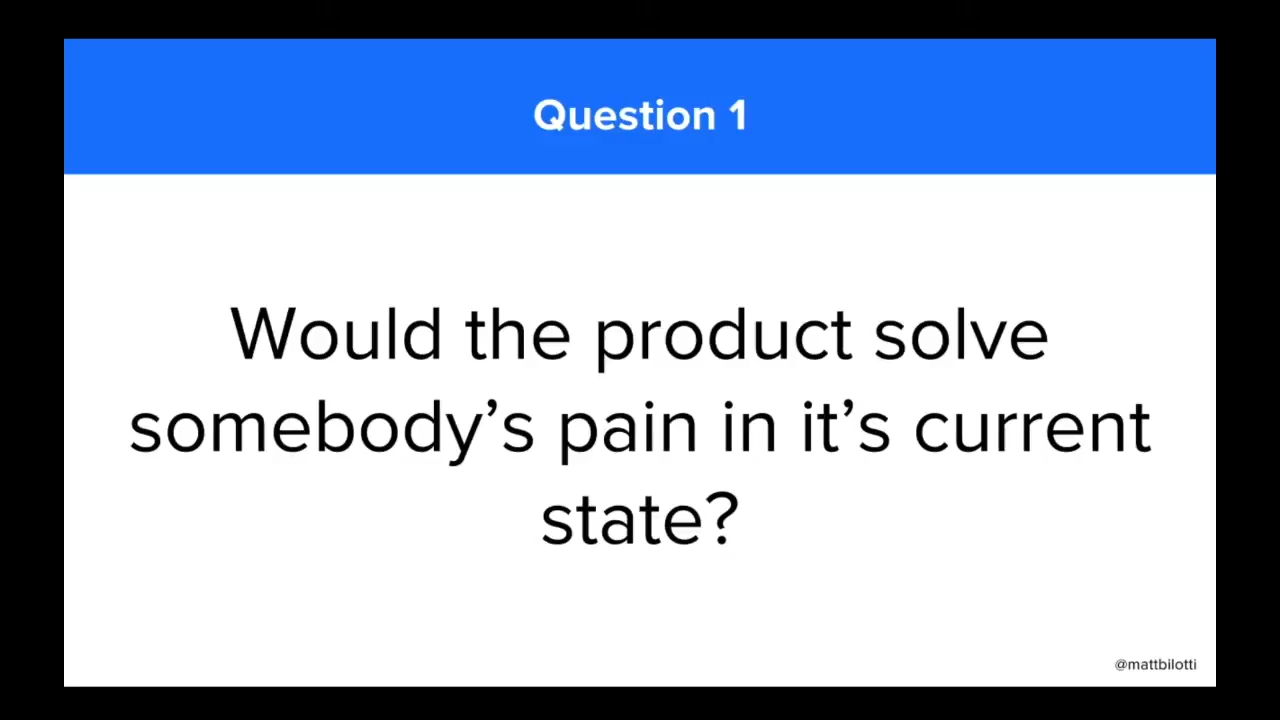 Question 1
Would the product solve
somebody’s pain in it’s current
state?
@mattbilotti